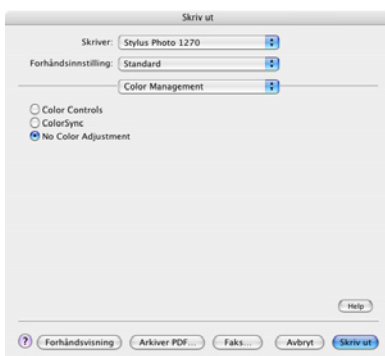 Skriv ut
Skriver: Stylus Photo 1270
Forhåndsinnstilling: Standard
Color Management
Color Controls
ColorSync
No Color Adjustment
Help
? Forhåndsvisning Arkiver PDF... Faks... Avbryt Skriv ut